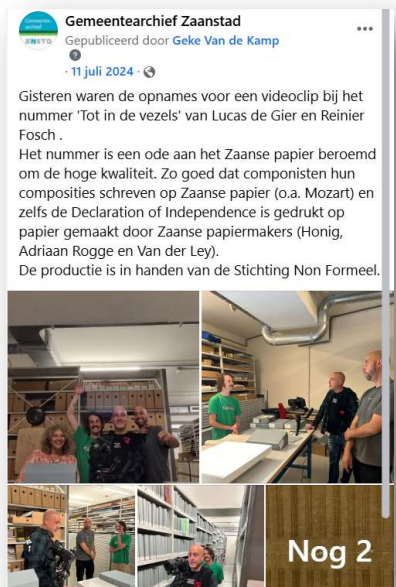 Gemeente
archief
ZNSTD
Gemeentearchief Zaanstad
Gepubliceerd door Geke Van de Kamp
?
· 11 juli 2024 ·
Gisteren waren de opnames voor een videoclip bij het
nummer 'Tot in de vezels' van Lucas de Gier en Reinier
Fosch .
Het nummer is een ode aan het Zaanse papier beroemd
om de hoge kwaliteit. Zo goed dat componisten hun
composities schreven op Zaanse papier (o.a. Mozart) en
zelfs de Declaration of Independence is gedrukt op
papier gemaakt door Zaanse papiermakers (Honig,
Adriaan Rogge en Van der Ley).
De productie is in handen van de Stichting Non Formeel.
Nog 2